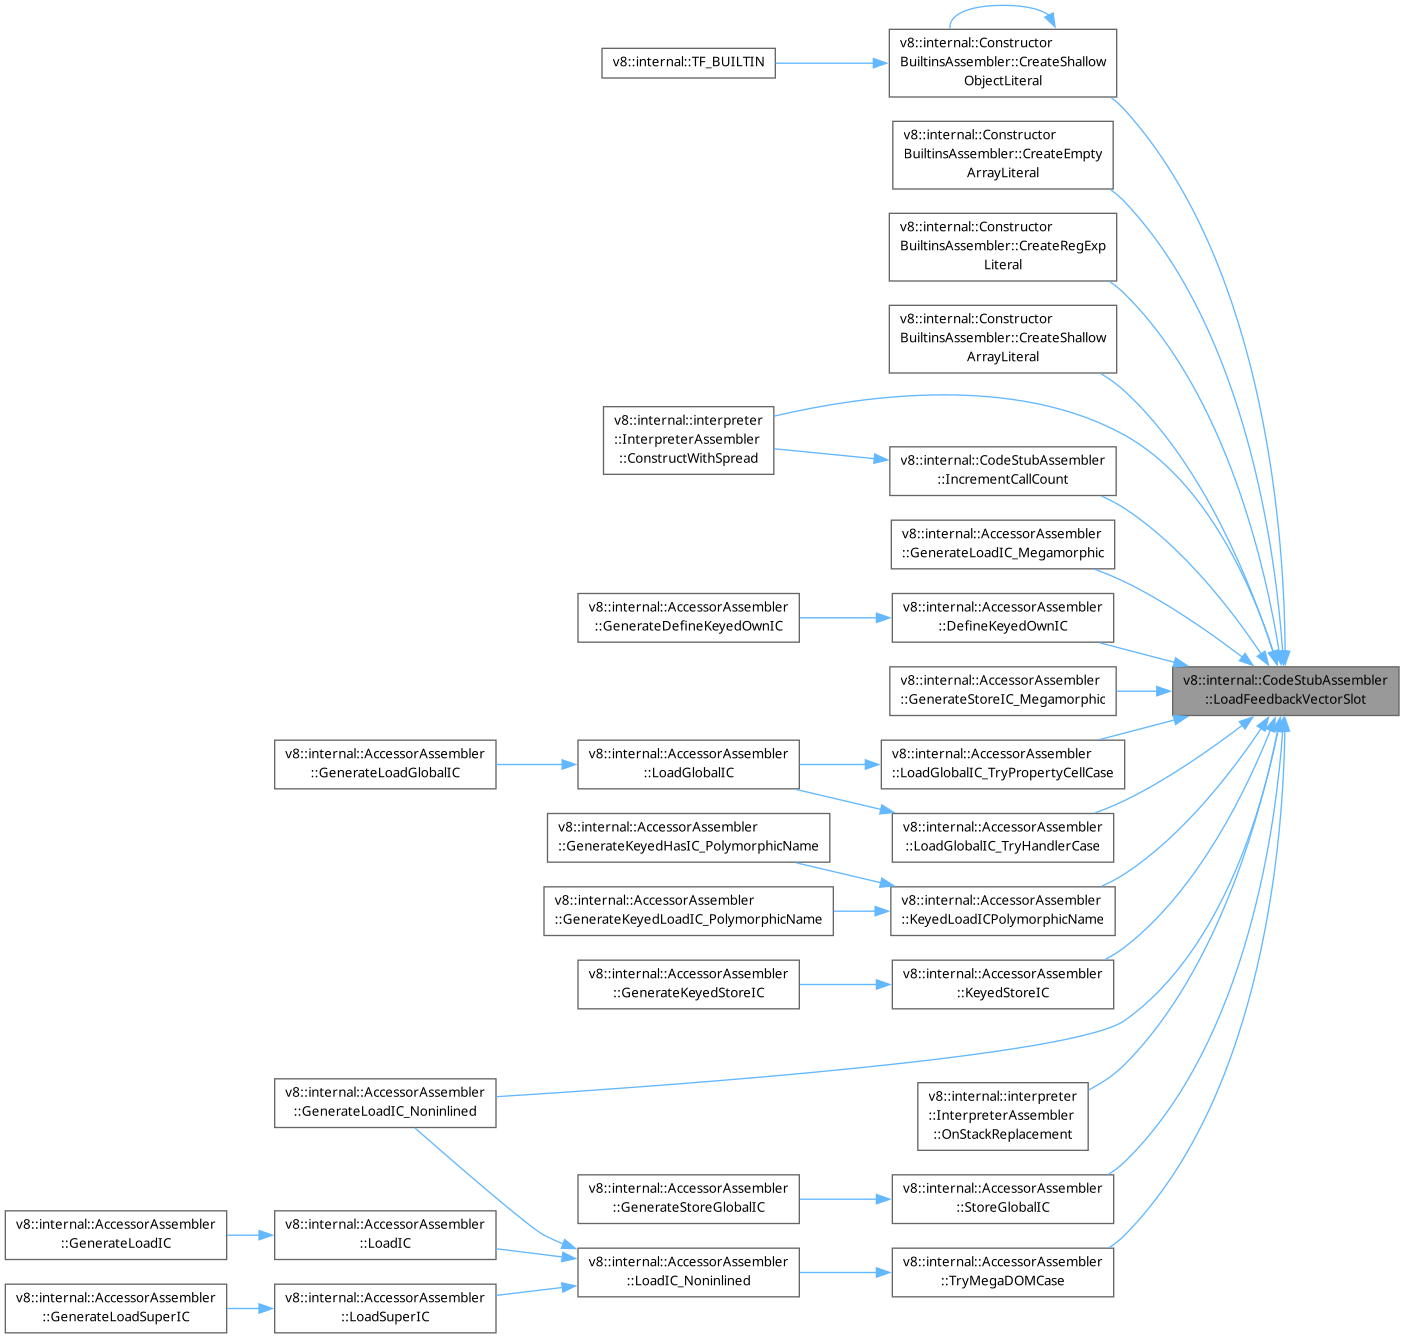 v8::internal::Constructor
BuiltinsAssembler::CreateShallow
ObjectLiteral
v8::internal::TF_BUILTIN
v8::internal::Constructor
BuiltinsAssembler::CreateEmpty
ArrayLiteral
v8::internal::Constructor
BuiltinsAssembler::CreateRegExp
Literal
v8::internal::Constructor
BuiltinsAssembler::CreateShallow
ArrayLiteral
v8::internal::interpreter
::InterpreterAssembler
::ConstructWithSpread
v8::internal::CodeStubAssembler
::IncrementCallCount
v8::internal::AccessorAssembler
::GenerateLoadIC_Megamorphic
v8::internal::AccessorAssembler
::GenerateDefineKeyedOwnIC
v8::internal::AccessorAssembler
::DefineKeyedOwnIC
v8::internal::AccessorAssembler
::GenerateStoreIC_Megamorphic
v8::internal::CodeStubAssembler
::LoadFeedbackVectorSlot
v8::internal::AccessorAssembler
::GenerateLoadGlobalIC
v8::internal::AccessorAssembler
::LoadGlobalIC
v8::internal::AccessorAssembler
::LoadGlobalIC_TryPropertyCellCase
v8::internal::AccessorAssembler
::LoadGlobalIC_TryHandlerCase
v8::internal::AccessorAssembler
::GenerateKeyedHasIC_PolymorphicName
v8::internal::AccessorAssembler
::GenerateKeyedLoadIC_PolymorphicName
v8::internal::AccessorAssembler
::KeyedLoadICPolymorphicName
v8::internal::AccessorAssembler
::GenerateKeyedStoreIC
v8::internal::AccessorAssembler
::KeyedStoreIC
v8::internal::AccessorAssembler
::GenerateLoadIC_Noninlined
v8::internal::interpreter
::InterpreterAssembler
::OnStackReplacement
v8::internal::AccessorAssembler
::GenerateStoreGlobalIC
v8::internal::AccessorAssembler
::StoreGlobalIC
v8::internal::AccessorAssembler
::GenerateLoadIC
v8::internal::AccessorAssembler
::LoadIC
v8::internal::AccessorAssembler
::LoadIC_Noninlined
v8::internal::AccessorAssembler
::TryMegaDOMCase
v8::internal::AccessorAssembler
::GenerateLoadSuperIC
v8::internal::AccessorAssembler
::LoadSuperIC